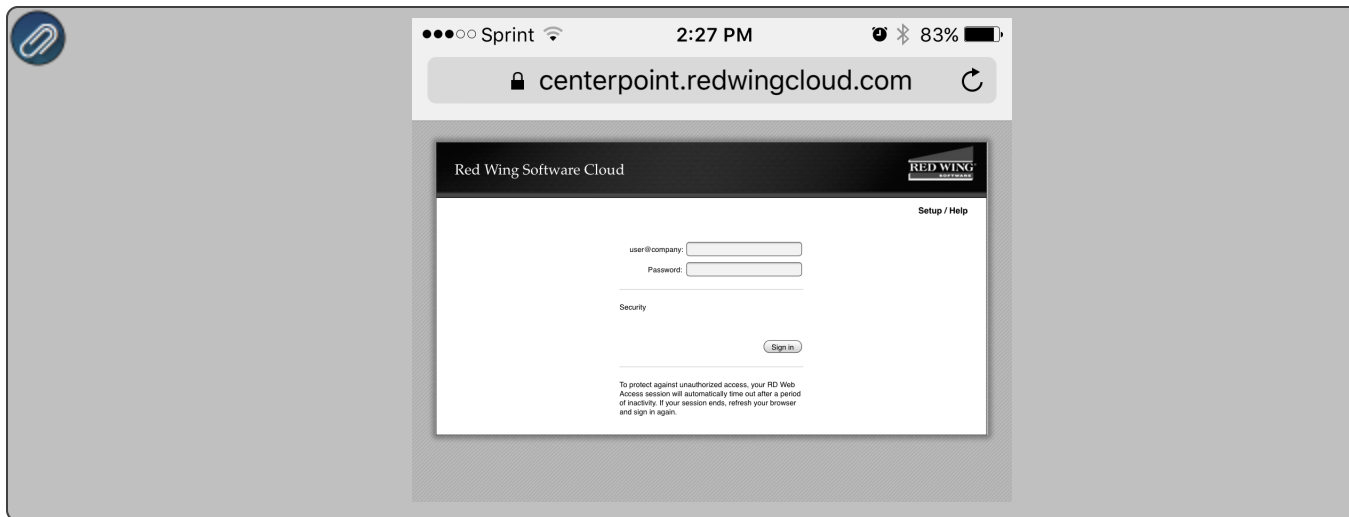 Sprint 2:27 PM 83%
centerpoint.redwingcloud.com
Red Wing Software Cloud
RED WING
SOFTWARE
Setup / Help
user@company:
Password:
Security
Sign in
To protect against unauthorized access, your RD Web
Access session will automatically time out after a period
of inactivity. If your session ends, refresh your browser
and sign in again.